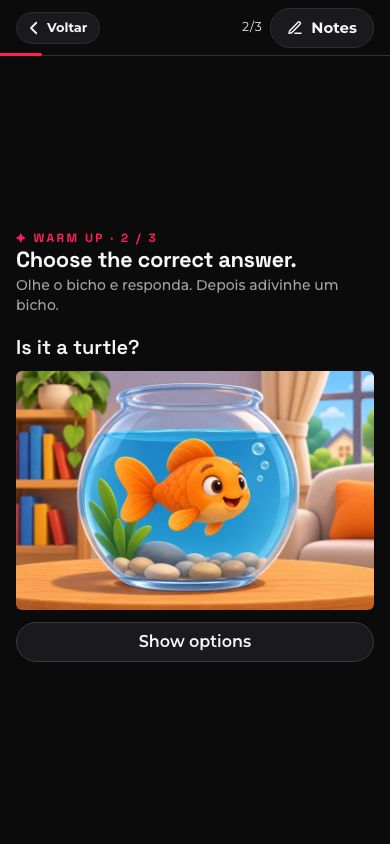 Voltar
2/3
Notes
✦ WARM UP · 2 / 3
Choose the correct answer.
Olhe o bicho e responda. Depois adivinhe um
bicho.
Is it a turtle?
Show options